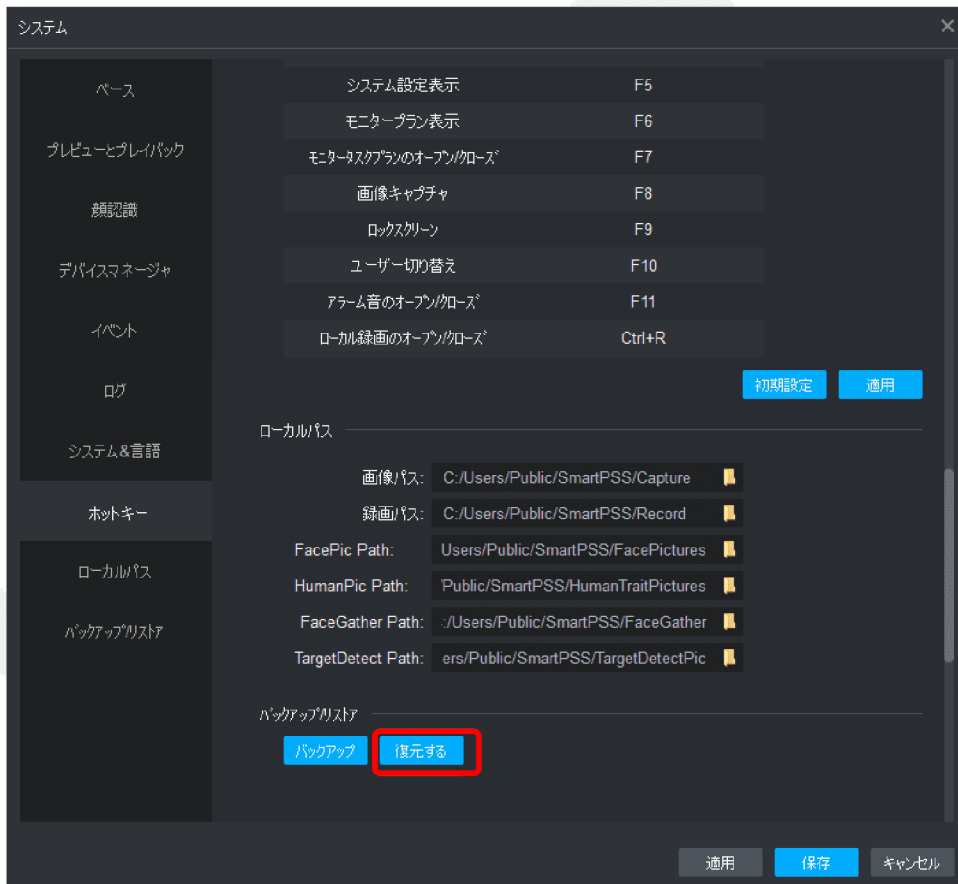 システム
ベース
プレビューとプレイバック
顔認識
デバイスマネージャ
イベント
ログ
システム&言語
ホットキー
ローカルパス
ﾊﾞｯｸｱｯﾌﾟ/ﾘｽﾄｱ
システム設定表示 F5
モニタープラン表示 F6
ﾓﾆﾀｰﾀｽｸﾌﾟﾗﾝのｵｰﾌﾟﾝ/ｸﾛｰｽﾞ F7
画像キャプチャ F8
ﾛｯｸｽｸﾘｰﾝ F9
ユーザー切り替え F10
ｱﾗｰﾑ音のｵｰﾌﾟﾝ/ｸﾛｰｽﾞ F11
ﾛｰｶﾙ録画のｵｰﾌﾟﾝ/ｸﾛｰｽﾞ Ctrl+R
初期設定 適用
ローカルパス
画像パス: C:/Users/Public/SmartPSS/Capture
録画パス: C:/Users/Public/SmartPSS/Record
FacePic Path: Users/Public/SmartPSS/FacePictures
HumanPic Path: Public/SmartPSS/HumanTraitPictures
FaceGather Path: :/Users/Public/SmartPSS/FaceGather
TargetDetect Path: ers/Public/SmartPSS/TargetDetectPic
ﾊﾞｯｸｱｯﾌﾟ/ﾘｽﾄｱ
バックアップ 復元する
適用 保存 キャンセル